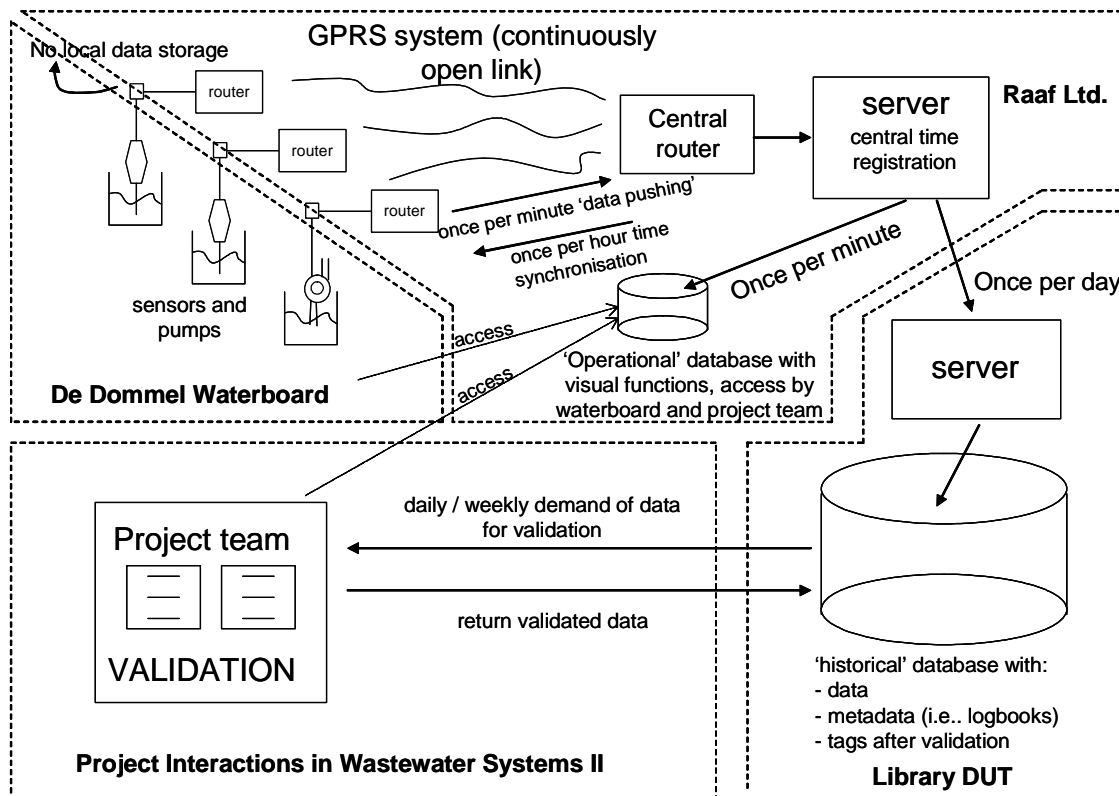 No local data storage
GPRS system (continuously
open link)
router
router
router
Central
router
server
central time
registration
Raaf Ltd.
once per minute ‘data pushing’
once per hour time
synchronisation
Once per minute
Once per day
sensors and
pumps
access
access
De Dommel Waterboard
‘Operational’ database with
visual functions, access by
waterboard and project team
server
Project team
VALIDATION
daily / weekly demand of data
for validation
return validated data
‘historical’ database with:
- data
- metadata (i.e.. logbooks)
- tags after validation
Project Interactions in Wastewater Systems II
Library DUT